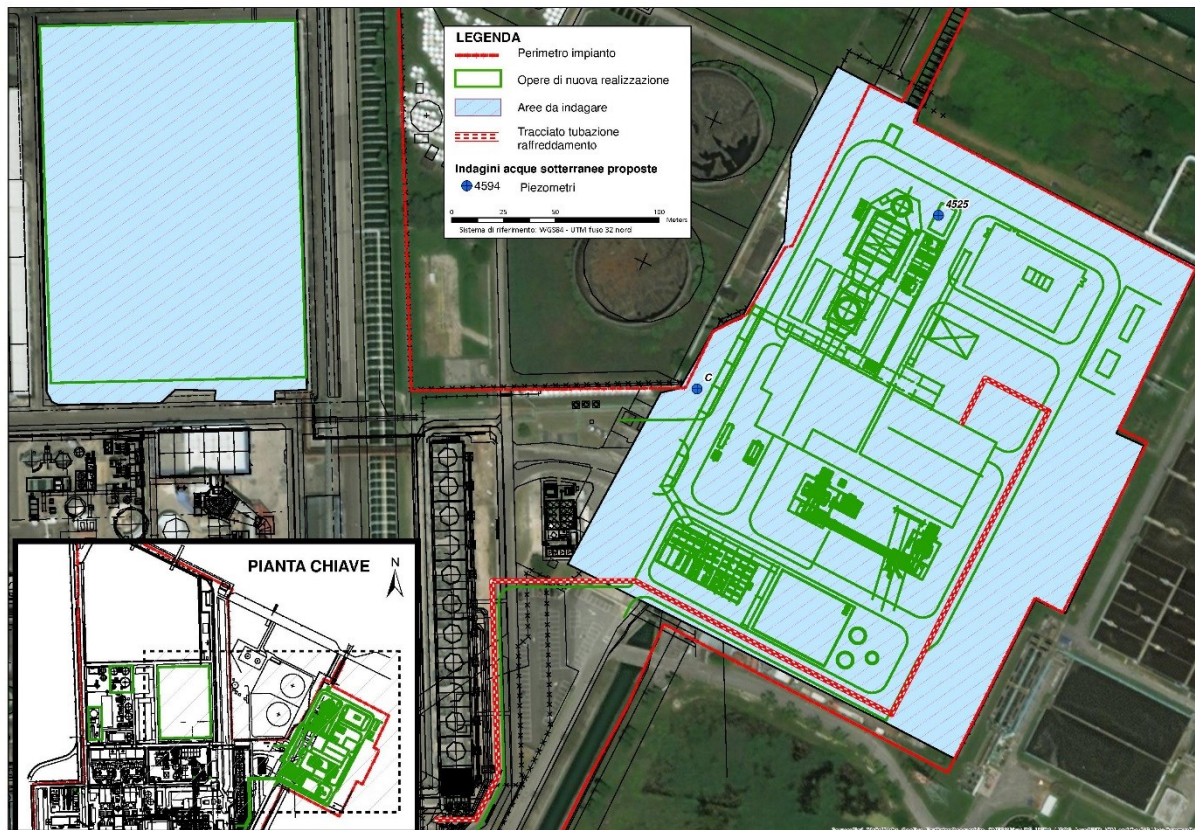 LEGENDA
Perimetro impianto
Opere di nuova realizzazione
Aree da indagare
Tracciato tubazione
raffreddamento
Indagini acque sotterranee proposte
4594 Piezometri
0 25 50 100
Meters
Sistema di riferimento: WGS84 - UTM fuso 32 nord
4525
C
PIANTA CHIAVE
N